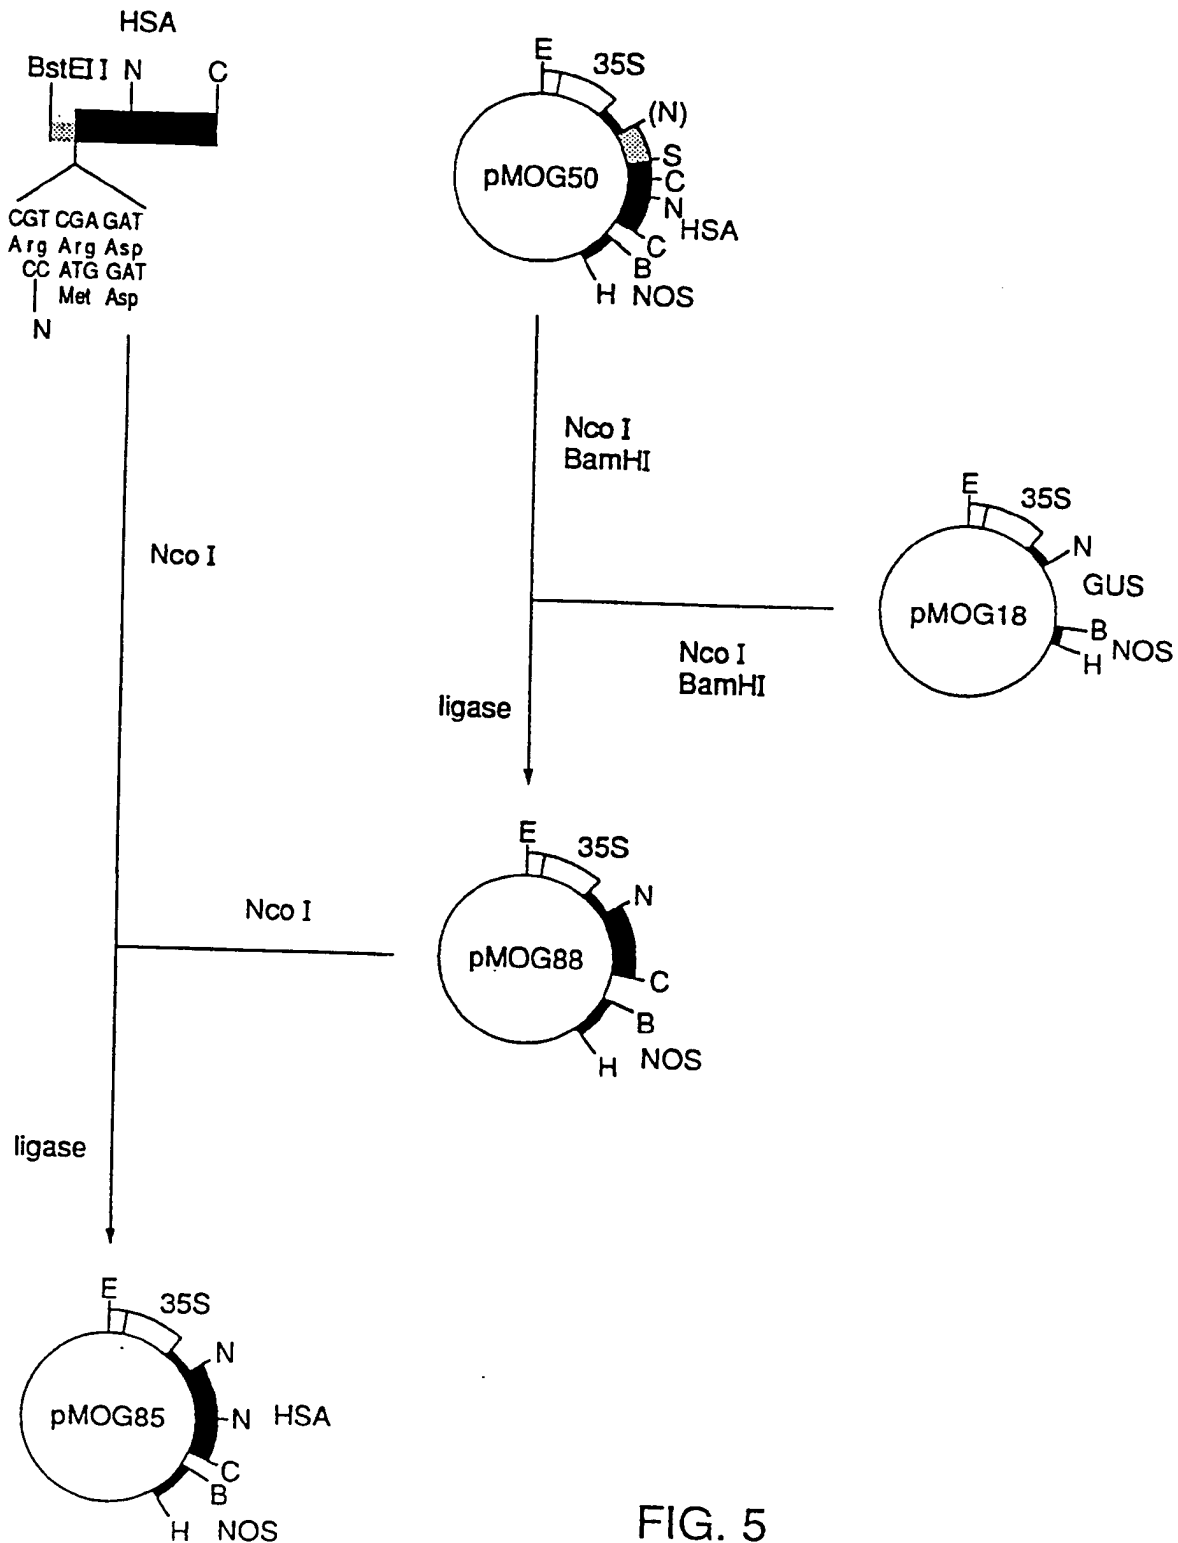 HSA
BstEII N C
CGT CGA GAT
Arg Arg Asp
CC ATG GAT
Met Asp
N
E
35S
(N)
S
C
N
HSA
C
B
H NOS
pMOG50
Nco I
BamHI
Nco I
E
35S
N
GUS
pMOG18
B
H NOS
Nco I
BamHI
ligase
E
35S
N
pMOG88
C
B
H NOS
Nco I
ligase
E
35S
N
pMOG85
N HSA
C
B
H NOS
FIG. 5